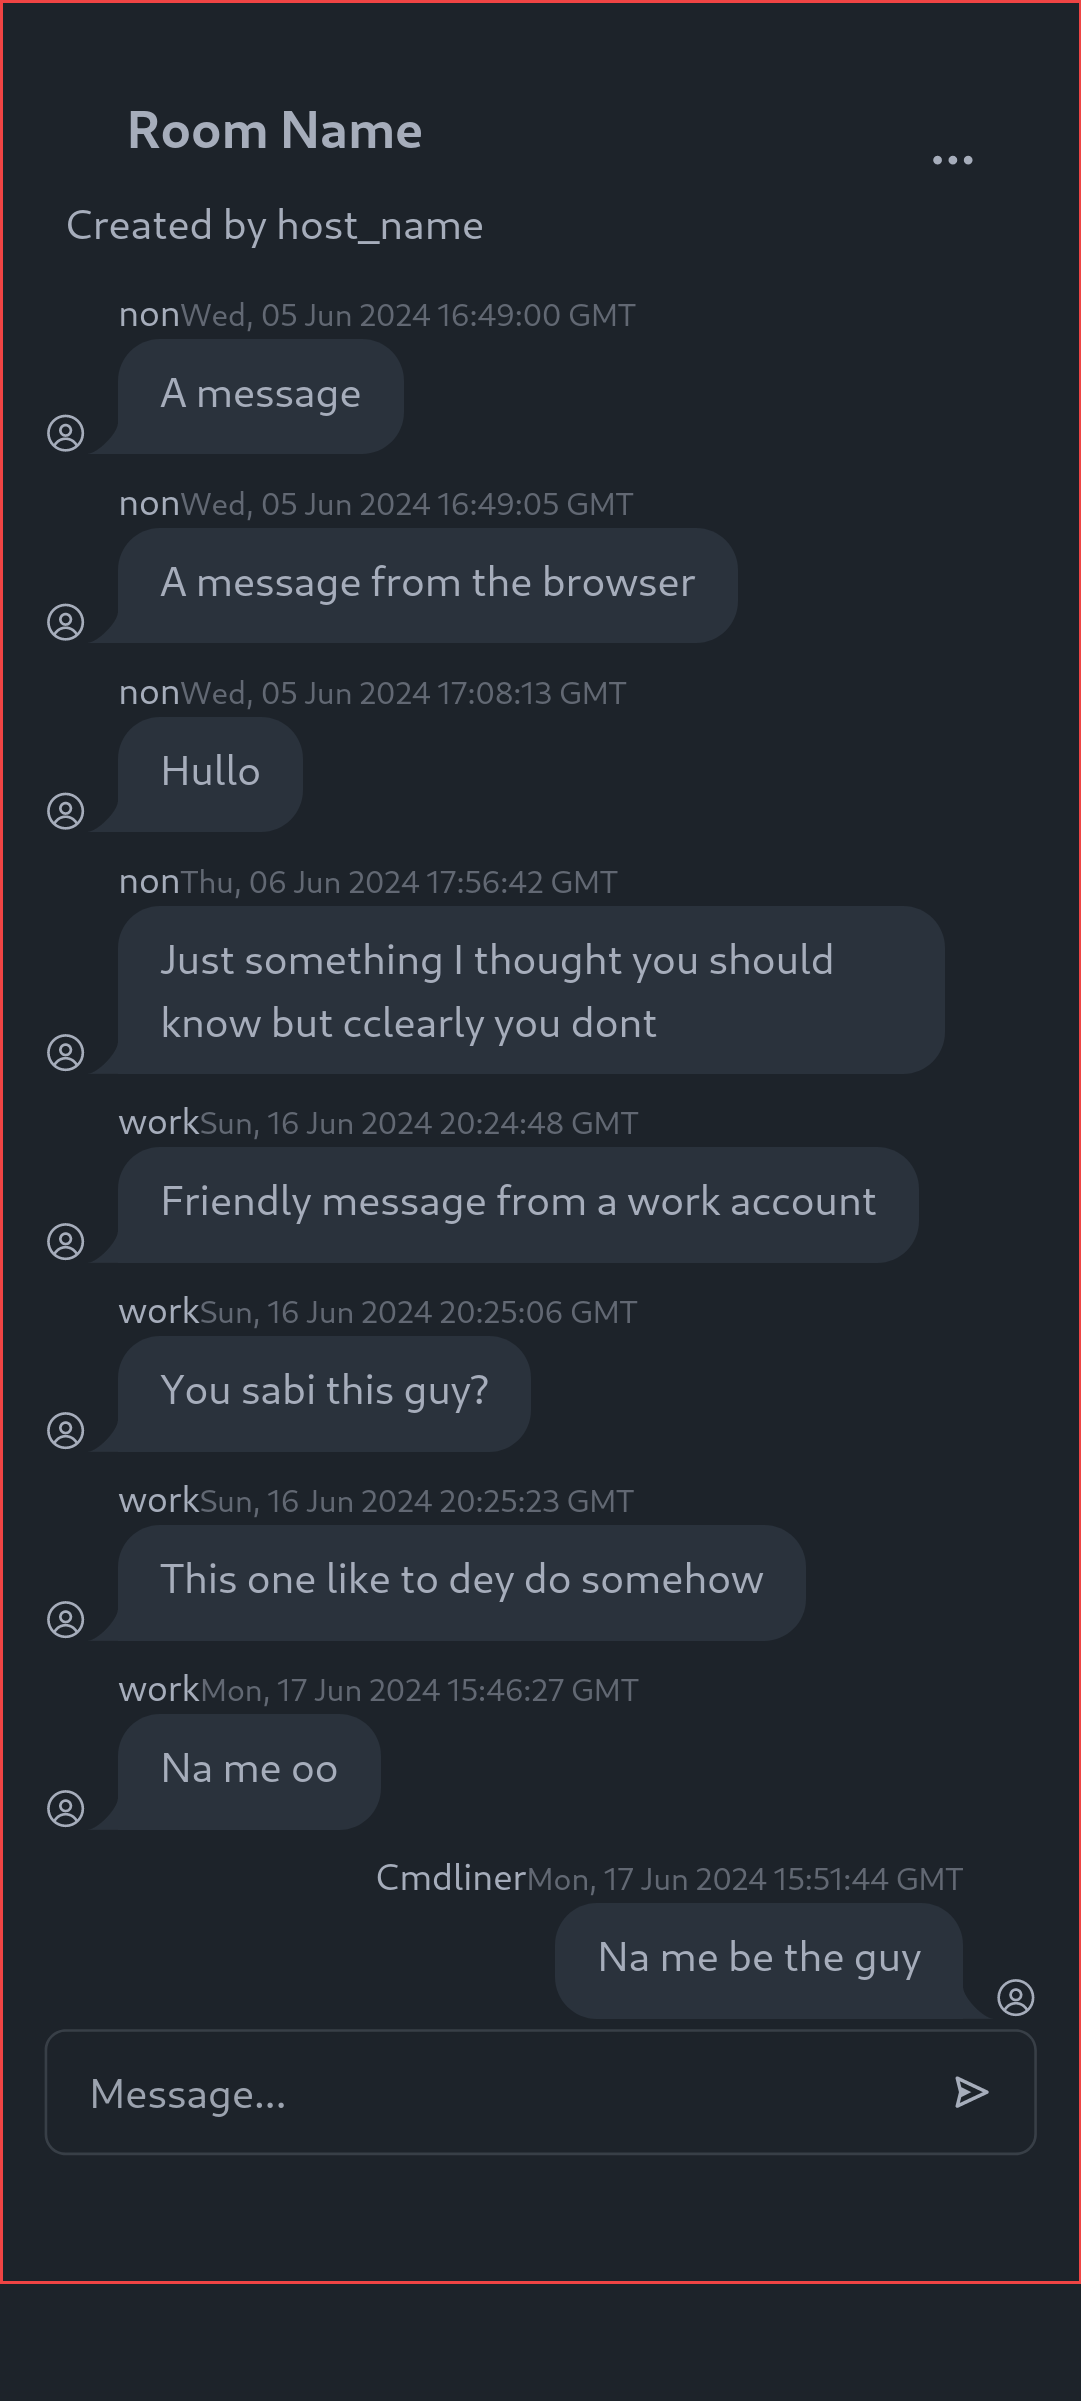 Room Name
Created by host_name
nonWed, 05 Jun 2024 16:49:00 GMT
A message
nonWed, 05 Jun 2024 16:49:05 GMT
A message from the browser
nonWed, 05 Jun 2024 17:08:13 GMT
Hullo
nonThu, 06 Jun 2024 17:56:42 GMT
Just something I thought you should
know but cclearly you dont
workSun, 16 Jun 2024 20:24:48 GMT
Friendly message from a work account
workSun, 16 Jun 2024 20:25:06 GMT
You sabi this guy?
workSun, 16 Jun 2024 20:25:23 GMT
This one like to dey do somehow
workMon, 17 Jun 2024 15:46:27 GMT
Na me oo
CmdlinerMon, 17 Jun 2024 15:51:44 GMT
Na me be the guy
Message...